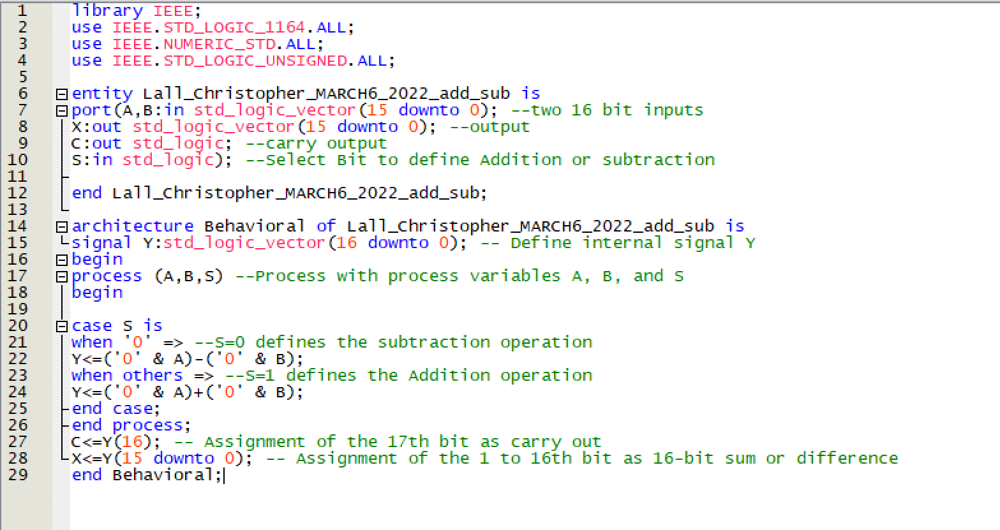 1 library IEEE;
2 use IEEE.STD_LOGIC_1164.ALL;
3 use IEEE.NUMERIC_STD.ALL;
4 use IEEE.STD_LOGIC_UNSIGNED.ALL;
5
6 entity Lall_Christopher_MARCH6_2022_add_sub is
7 port(A,B:in std_logic_vector(15 downto 0); --two 16 bit inputs
8 X:out std_logic_vector(15 downto 0); --output
9 C:out std_logic; --carry output
10 S:in std_logic); --Select Bit to define Addition or subtraction
11
12 end Lall_Christopher_MARCH6_2022_add_sub;
13
14 architecture Behavioral of Lall_Christopher_MARCH6_2022_add_sub is
15 signal Y:std_logic_vector(16 downto 0); -- Define internal signal Y
16 begin
17 process (A,B,S) --Process with process variables A, B, and S
18 begin
19
20 case S is
21 when '0' => --S=0 defines the subtraction operation
22 Y<=('0' & A)-('0' & B);
23 when others => --S=1 defines the Addition operation
24 Y<=('0' & A)+('0' & B);
25 end case;
26 end process;
27 C<=Y(16); -- Assignment of the 17th bit as carry out
28 X<=Y(15 downto 0); -- Assignment of the 1 to 16th bit as 16-bit sum or difference
29 end Behavioral;